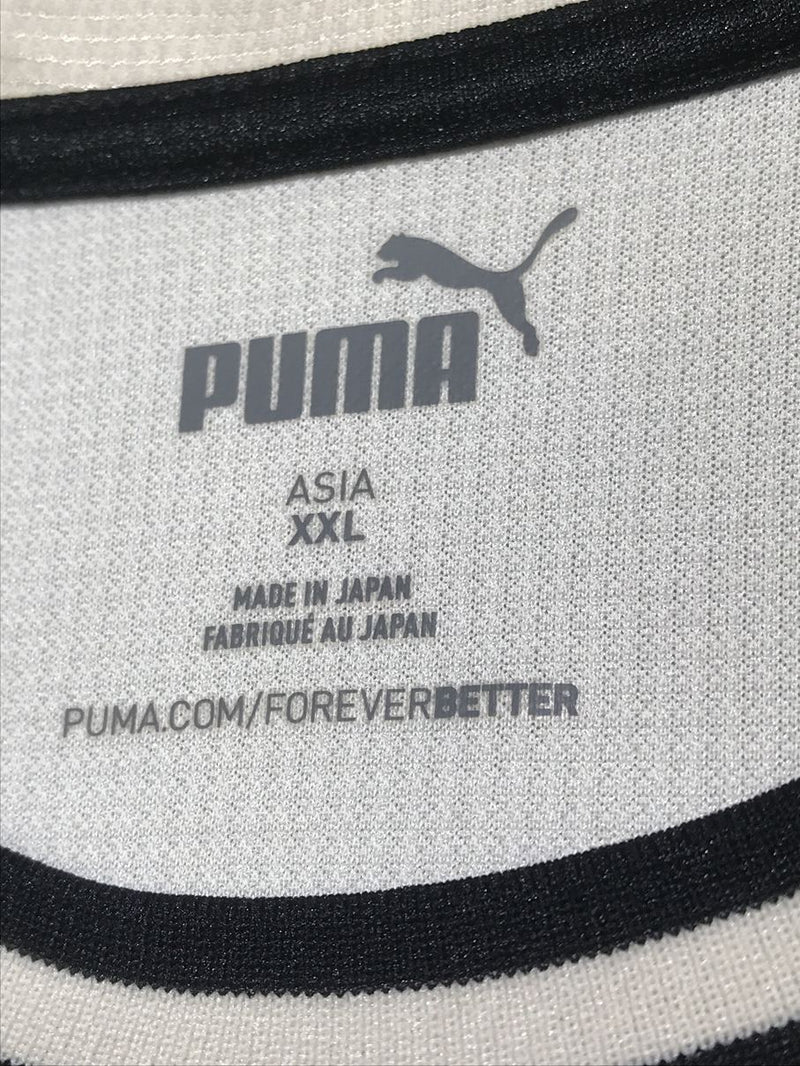 PUMA
ASIA
XXL
MADE IN JAPAN
FABRIQUÉ AU JAPAN
PUMA.COM/FOREVERBETTER